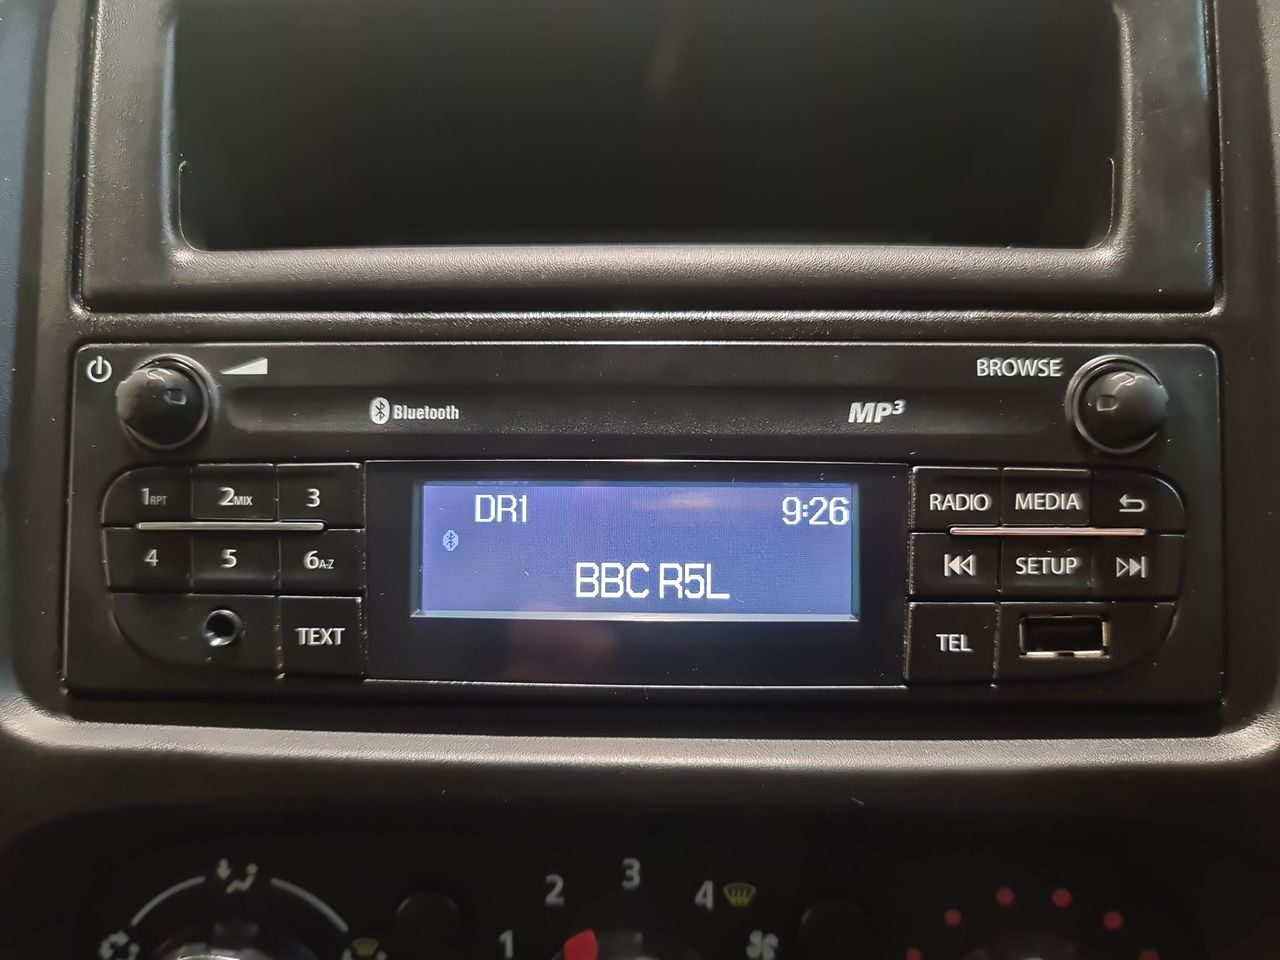 BROWSE
Bluetooth
MP3
1RPT 2MIX 3
DR1 9:26
RADIO MEDIA
4 5 6A-Z
BBC R5L
SETUP
TEXT
TEL
1 2 3 4